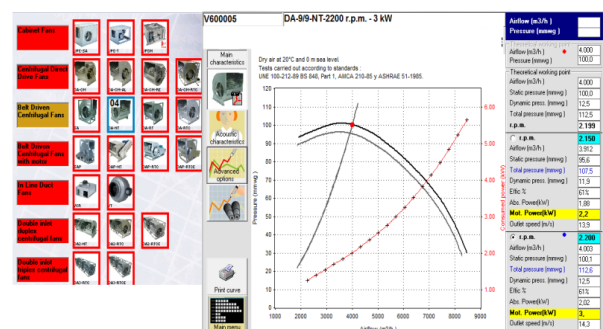 V600005
DA-9/9-NT-2200 r.p.m. - 3 kW
Airflow (m3/h )
Pressure (mmwg )
Cabinet Fans
Main
characteristics
Dry air at 20°C and 0 m sea level.
Tests carried out according to standards :
UNE 100-212-89 BS 848, Part 1, AMCA 210-85 y ASHRAE 51-1985.
Theoretical working point
Airflow (m3/h ) 4.000
Pressure (mmwg ) 100,0
Theoretical working point
Airflow (m3/h ) 4.000
Static pressure (mmwg ) 100,0
Dynamic press. (mmwg ) 12,5
Total pressure (mmwg ) 112,5
r.p.m. 2.199
Centrifugal Direct
Drive Fans
Belt Driven
Centrifugal Fans
04
Acoustic
characteristics
r.p.m. 2.150
Airflow (m3/h ) 3.912
Static pressure (mmwg ) 95,6
Total pressure (mmwg ) 107,5
Dynamic press. (mmwg ) 11,9
Effic % 61%
Abs. Power(kW) 1,88
Mot. Power(kW) 2,2
Outlet speed (m/s ) 13,9
Belt Driven
Centrifugal Fans
with motor
Advanced
options
In Line Duct
Fans
Double inlet
duplex
centrifugal fans
Double inlet
triplex centrifugal
fans
Print curve
Main menu
r.p.m. 2.200
Airflow (m3/h ) 4.003
Static pressure (mmwg ) 100,1
Total pressure (mmwg ) 112,6
Dynamic press. (mmwg ) 12,5
Effic % 61%
Abs. Power(kW) 2,02
Mot. Power(kW) 3,
Outlet speed (m/s ) 14,3
Pressure (mmwg )
120
110
100
90
80
70
60
50
40
30
20
10
0
1000 2000 3000 4000 5000 6000 7000 8000 9000
Airflow (m3/h )
6.00
5.00
4.00
3.00
2.00
1.00
Consumed power (kW)